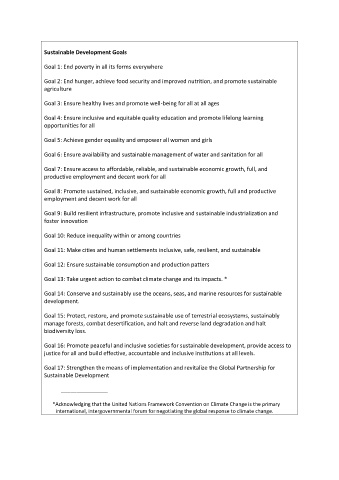 Sustainable Development Goals
Goal 1: End poverty in all its forms everywhere
Goal 2: End hunger, achieve food security and improved nutrition, and promote sustainable
agriculture
Goal 3: Ensure healthy lives and promote well-being for all at all ages
Goal 4: Ensure inclusive and equitable quality education and promote lifelong learning
opportunities for all
Goal 5: Achieve gender equality and empower all women and girls
Goal 6: Ensure availability and sustainable management of water and sanitation for all
Goal 7: Ensure access to affordable, reliable, and sustainable economic growth, full, and
productive employment and decent work for all
Goal 8: Promote sustained, inclusive, and sustainable economic growth, full and productive
employment and decent work for all
Goal 9: Build resilient infrastructure, promote inclusive and sustainable industrialization and
foster innovation
Goal 10: Reduce inequality within or among countries
Goal 11: Make cities and human settlements inclusive, safe, resilient, and sustainable
Goal 12: Ensure sustainable consumption and production patters
Goal 13: Take urgent action to combat climate change and its impacts. *
Goal 14: Conserve and sustainably use the oceans, seas, and marine resources for sustainable
development.
Goal 15: Protect, restore, and promote sustainable use of terrestrial ecosystems, sustainably
manage forests, combat desertification, and halt and reverse land degradation and halt
biodiversity loss.
Goal 16: Promote peaceful and inclusive societies for sustainable development, provide access to
justice for all and build effective, accountable and inclusive institutions at all levels.
Goal 17: Strengthen the means of implementation and revitalize the Global Partnership for
Sustainable Development
*Acknowledging that the United Nations Framework Convention on Climate Change is the primary
international, intergovernmental forum for negotiating the global response to climate change.